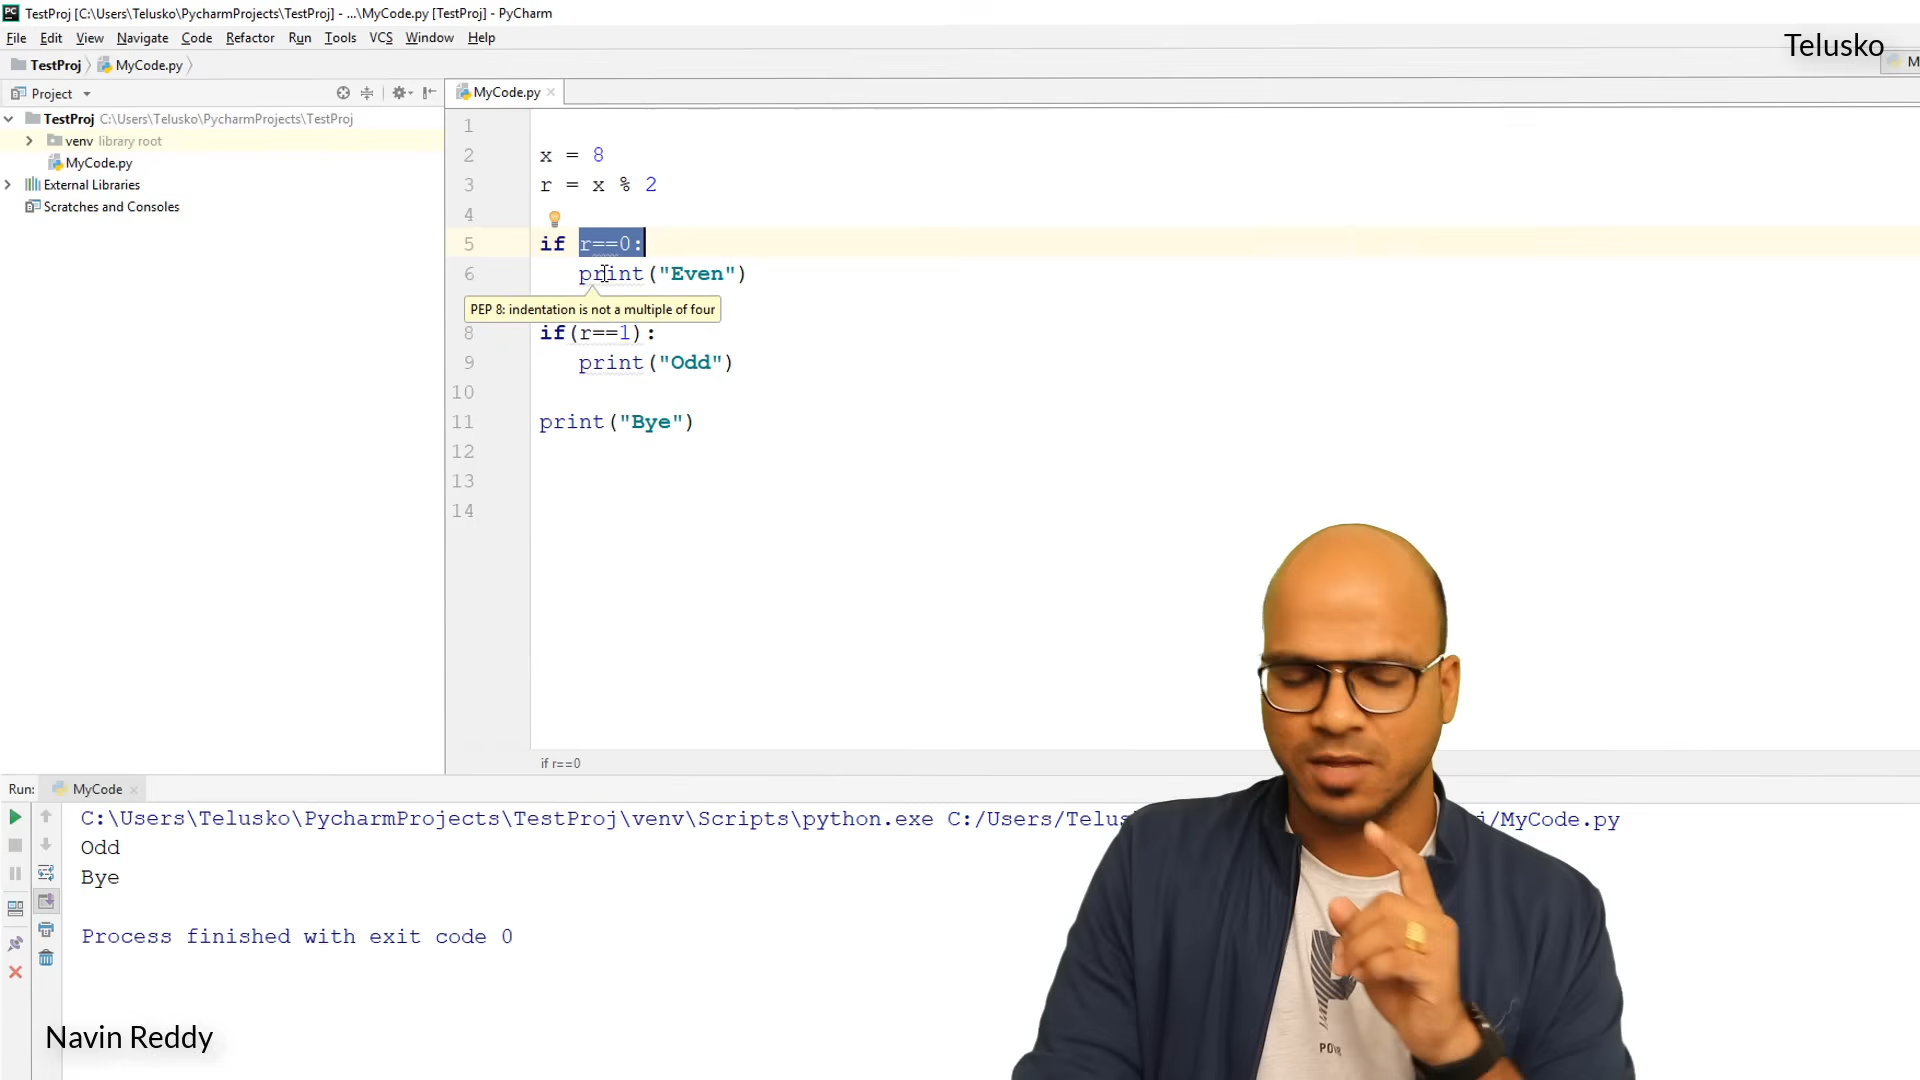 TestProj [C:\Users\Telusko\PycharmProjects\TestProj] - ...\MyCode.py [TestProj] - PyCharm
File Edit View Navigate Code Refactor Run Tools VCS Window Help
Telusko
TestProj MyCode.py
M
Project
MyCode.py
TestProj C:\Users\Telusko\PycharmProjects\TestProj
venv library root
MyCode.py
External Libraries
Scratches and Consoles
1
2 x = 8
3 r = x % 2
4
5 if r==0:
6 print("Even")
PEP 8: indentation is not a multiple of four
8 if(r==1):
9 print("Odd")
10
11 print("Bye")
12
13
14
if r==0
Run: MyCode
C:\Users\Telusko\PycharmProjects\TestProj\venv\Scripts\python.exe C:/Users/Telus /MyCode.py
Odd
Bye
Process finished with exit code 0
Navin Reddy